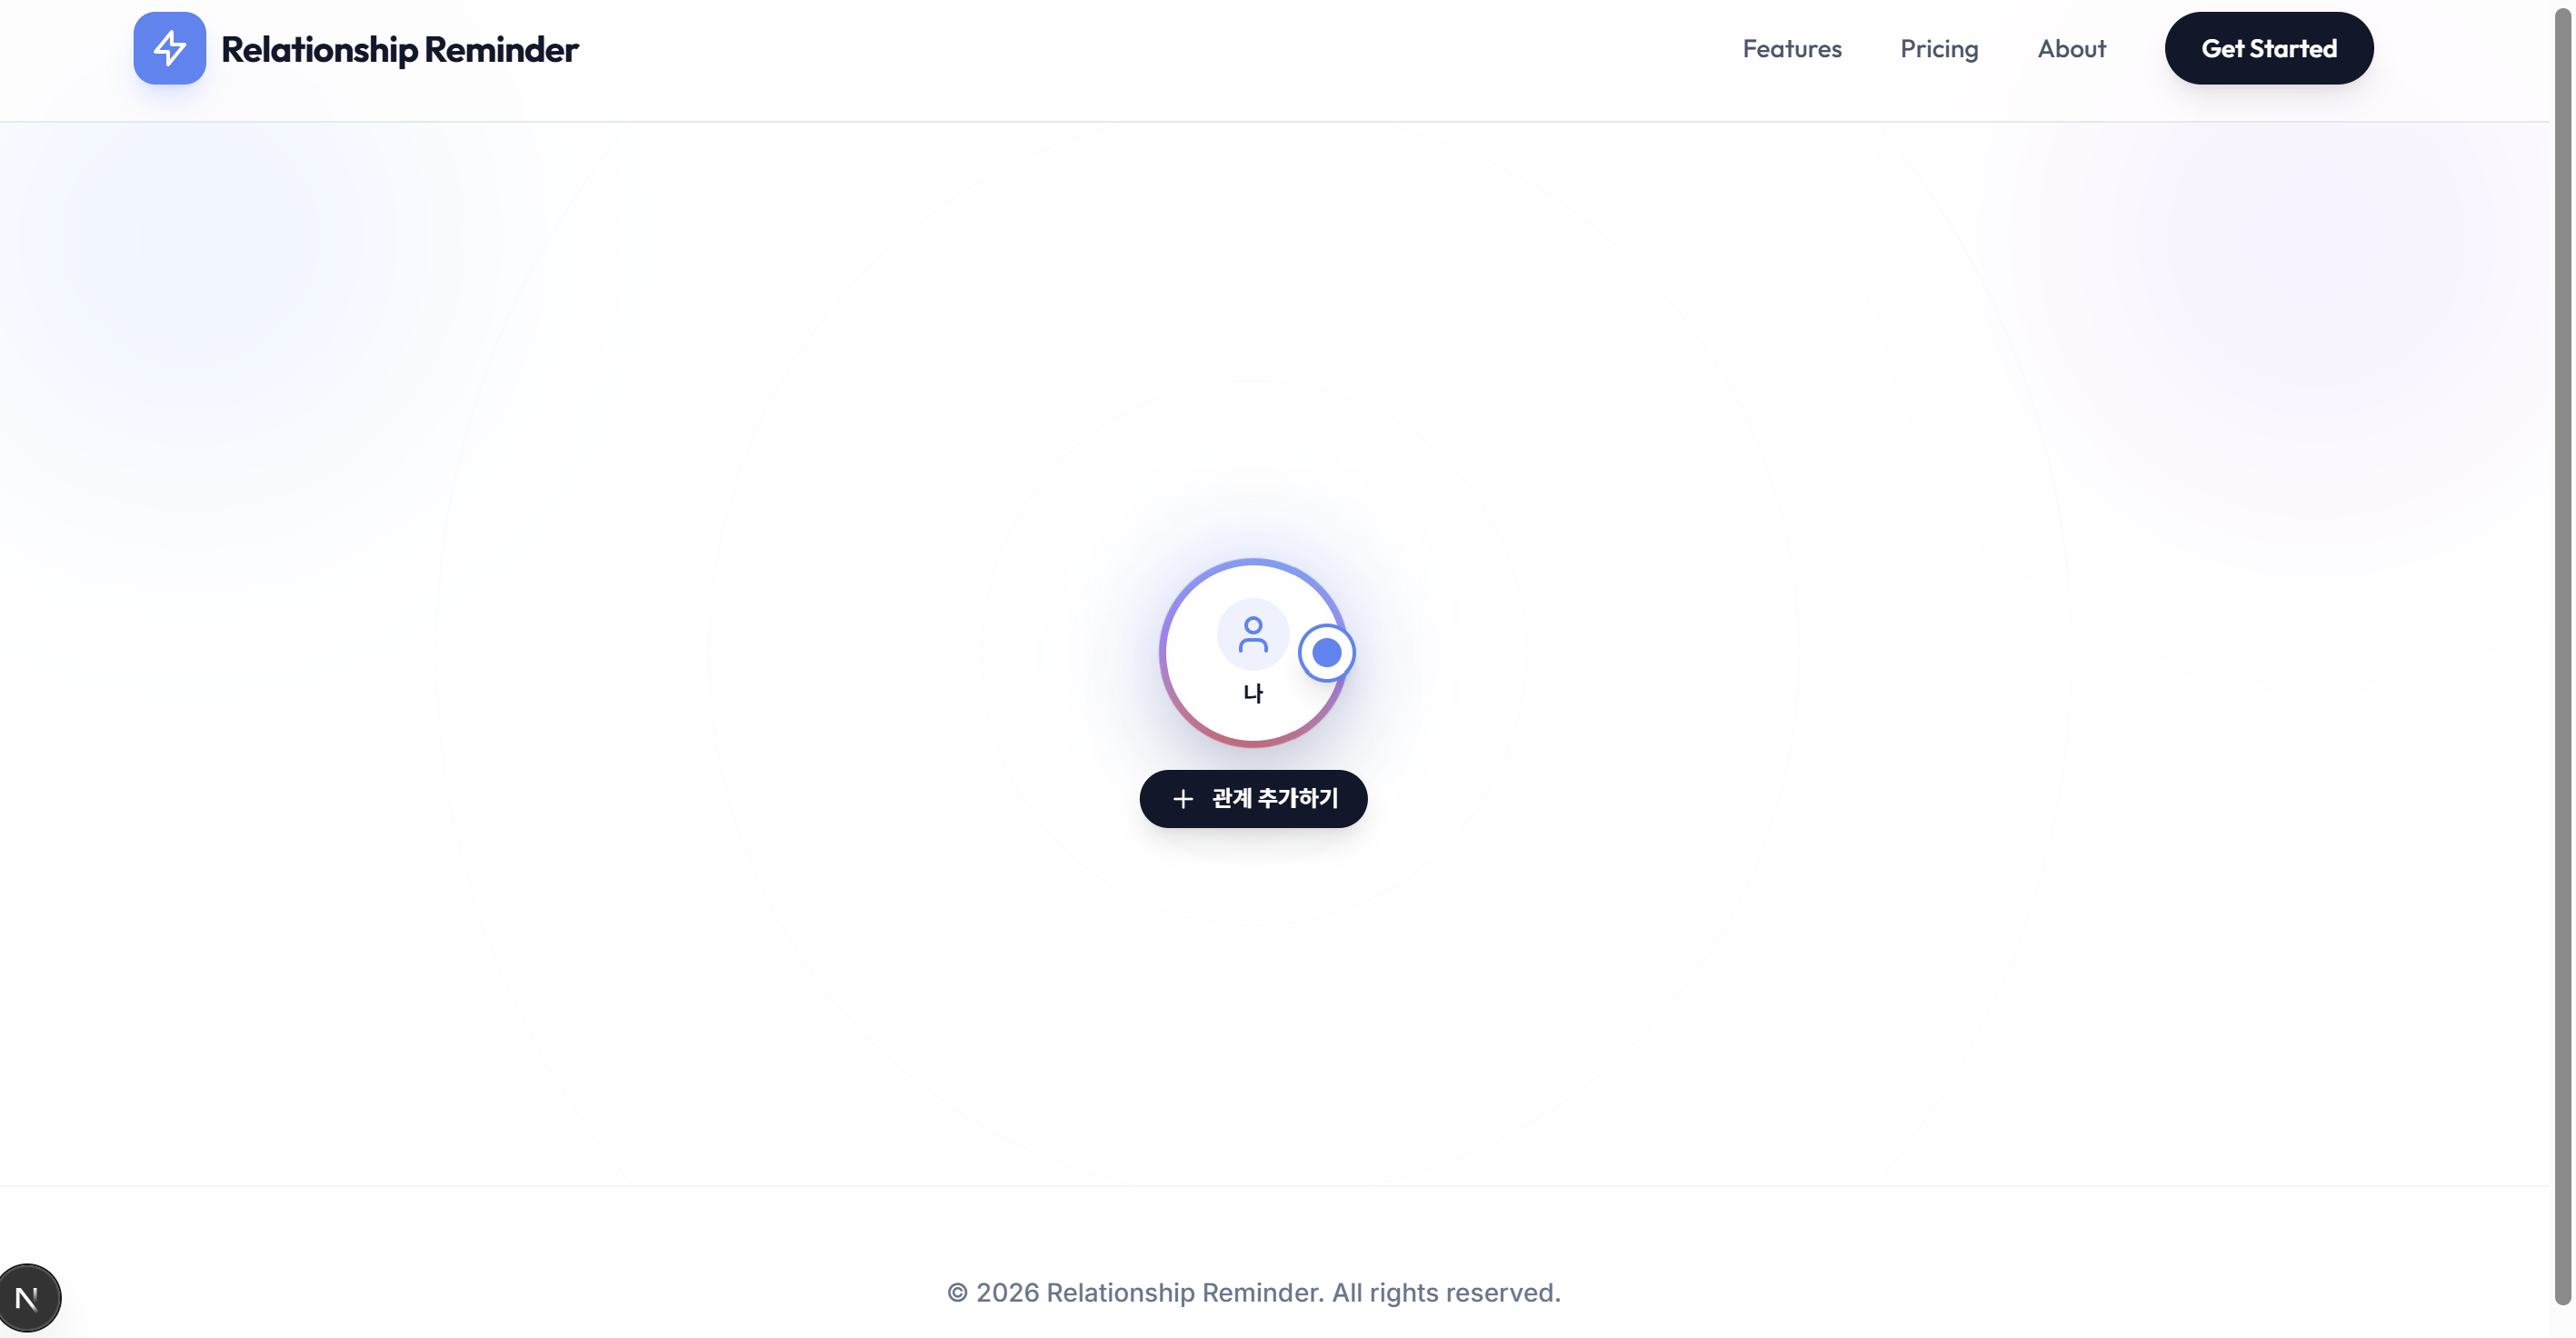 Relationship Reminder
Features
Pricing
About
Get Started
나
관계 추가하기
N
© 2026 Relationship Reminder. All rights reserved.